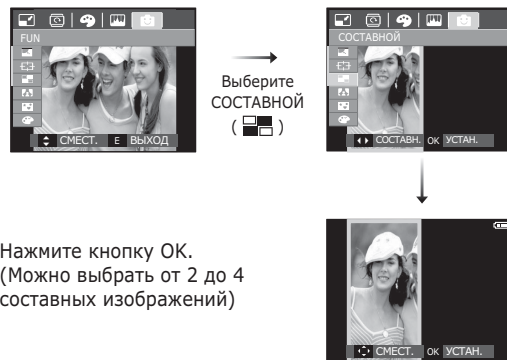 FUN
СМЕСТ. E ВЫХОД
Выберите
СОСТАВНОЙ
( )
СОСТАВНОЙ
СОСТАВН. OK УСТАН.
Нажмите кнопку OK.
(Можно выбрать от 2 до 4
составных изображений)
СМЕСТ. OK УСТАН.